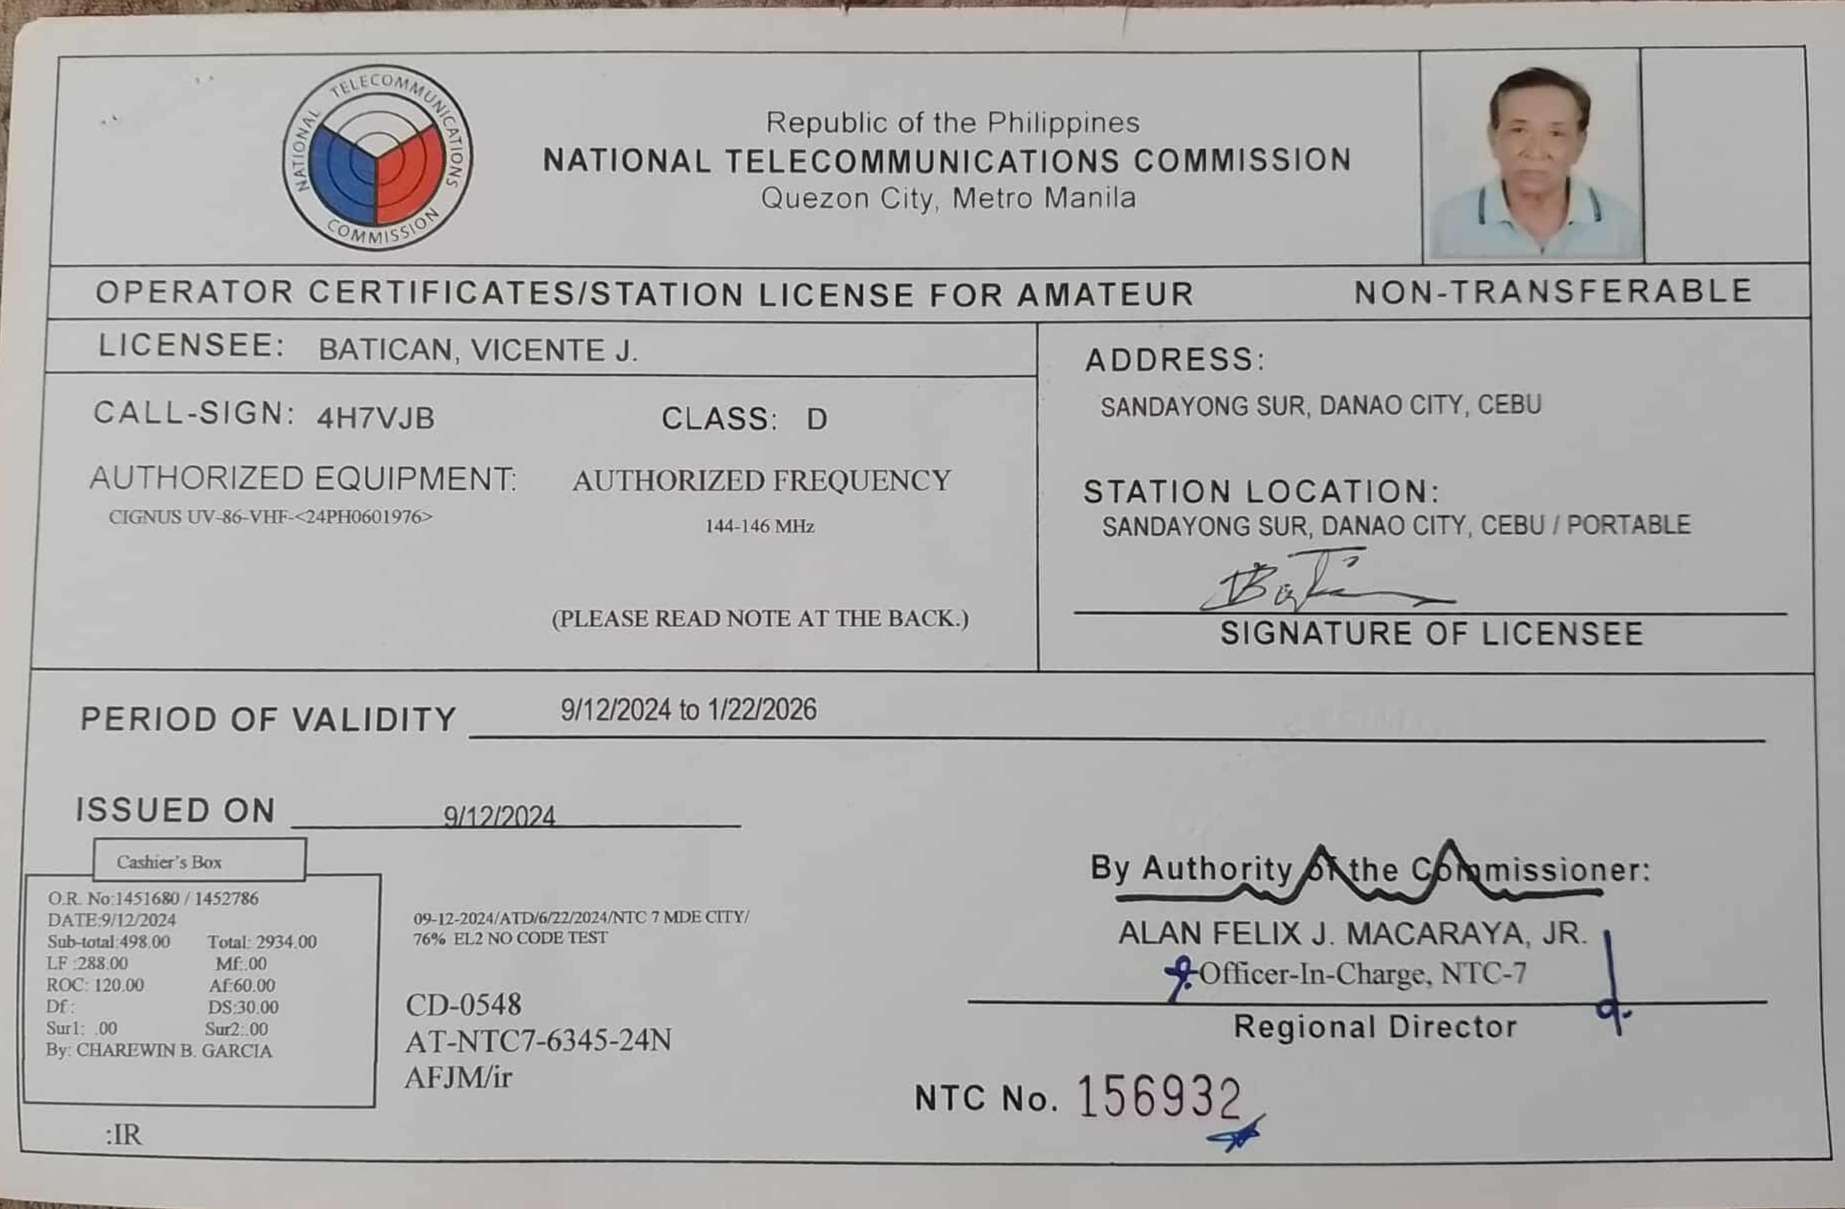 NATIONAL TELECOMMUNICATIONS COMMISSION
Republic of the Philippines
NATIONAL TELECOMMUNICATIONS COMMISSION
Quezon City, Metro Manila
OPERATOR CERTIFICATES/STATION LICENSE FOR AMATEUR NON-TRANSFERABLE
LICENSEE: BATICAN, VICENTE J.
CALL-SIGN: 4H7VJB CLASS: D
AUTHORIZED EQUIPMENT: AUTHORIZED FREQUENCY
CIGNUS UV-86-VHF-<24PH0601976> 144-146 MHz
(PLEASE READ NOTE AT THE BACK.)
ADDRESS:
SANDAYONG SUR, DANAO CITY, CEBU
STATION LOCATION:
SANDAYONG SUR, DANAO CITY, CEBU / PORTABLE
SIGNATURE OF LICENSEE
PERIOD OF VALIDITY 9/12/2024 to 1/22/2026
ISSUED ON 9/12/2024
Cashier's Box
O.R. No:1451680 / 1452786
DATE:9/12/2024
Sub-total:498.00 Total: 2934.00
LF :288.00 Mf:.00
ROC: 120.00 Af:60.00
Df: DS:30.00
Sur1: .00 Sur2:.00
By: CHAREWIN B. GARCIA
:IR
09-12-2024/ATD/6/22/2024/NTC 7 MDE CITY/
76% EL2 NO CODE TEST
CD-0548
AT-NTC7-6345-24N
AFJM/ir
By Authority of the Commissioner:
ALAN FELIX J. MACARAYA, JR.
Officer-In-Charge, NTC-7
Regional Director
NTC No. 156932